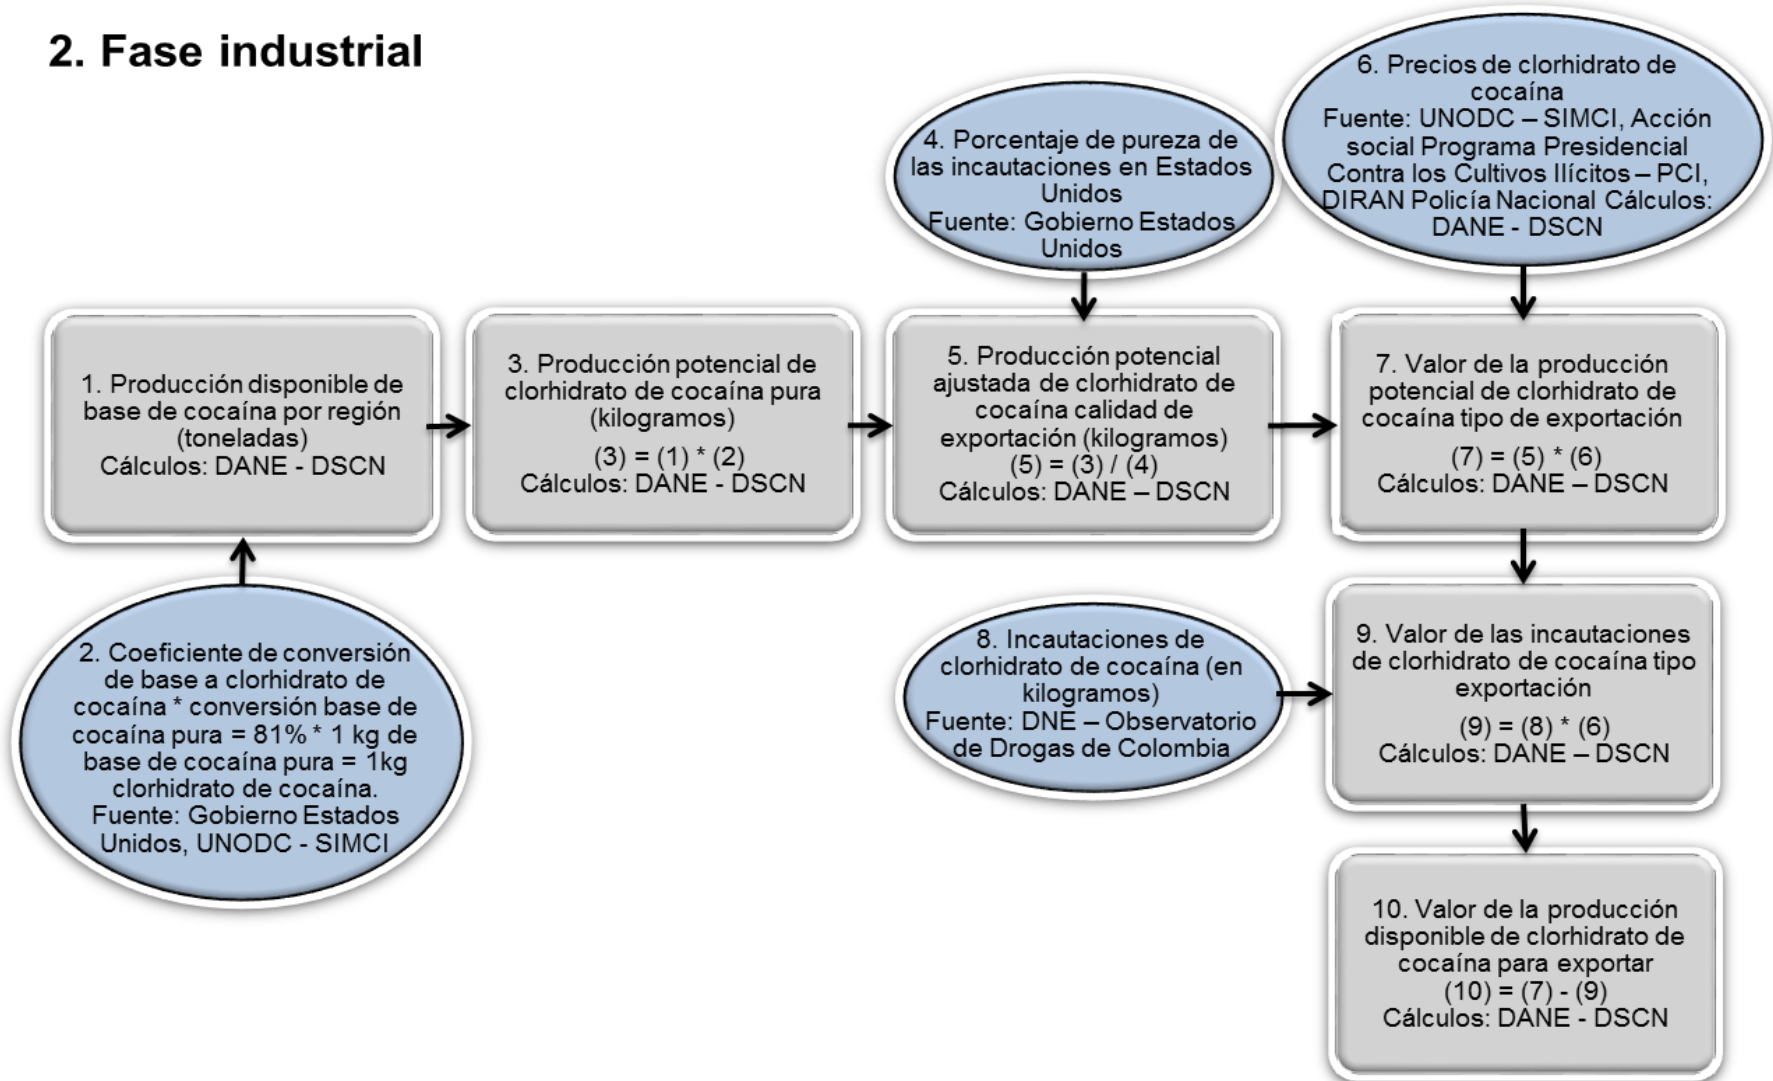 2. Fase industrial
1. Producción disponible de
base de cocaína por región
(toneladas)
Cálculos: DANE - DSCN
2. Coeficiente de conversión
de base a clorhidrato de
cocaína * conversión base de
cocaína pura = 81% * 1 kg de
base de cocaína pura = 1kg
clorhidrato de cocaína.
Fuente: Gobierno Estados
Unidos, UNODC - SIMCI
3. Producción potencial de
clorhidrato de cocaína pura
(kilogramos)
(3) = (1) * (2)
Cálculos: DANE - DSCN
4. Porcentaje de pureza de
las incautaciones en Estados
Unidos
Fuente: Gobierno Estados
Unidos
5. Producción potencial
ajustada de clorhidrato de
cocaína calidad de
exportación (kilogramos)
(5) = (3) / (4)
Cálculos: DANE – DSCN
6. Precios de clorhidrato de
cocaína
Fuente: UNODC – SIMCI, Acción
social Programa Presidencial
Contra los Cultivos Ilícitos – PCI,
DIRAN Policía Nacional Cálculos:
DANE - DSCN
7. Valor de la producción
potencial de clorhidrato de
cocaína tipo de exportación
(7) = (5) * (6)
Cálculos: DANE – DSCN
8. Incautaciones de
clorhidrato de cocaína (en
kilogramos)
Fuente: DNE – Observatorio
de Drogas de Colombia
9. Valor de las incautaciones
de clorhidrato de cocaína tipo
exportación
(9) = (8) * (6)
Cálculos: DANE – DSCN
10. Valor de la producción
disponible de clorhidrato de
cocaína para exportar
(10) = (7) - (9)
Cálculos: DANE - DSCN